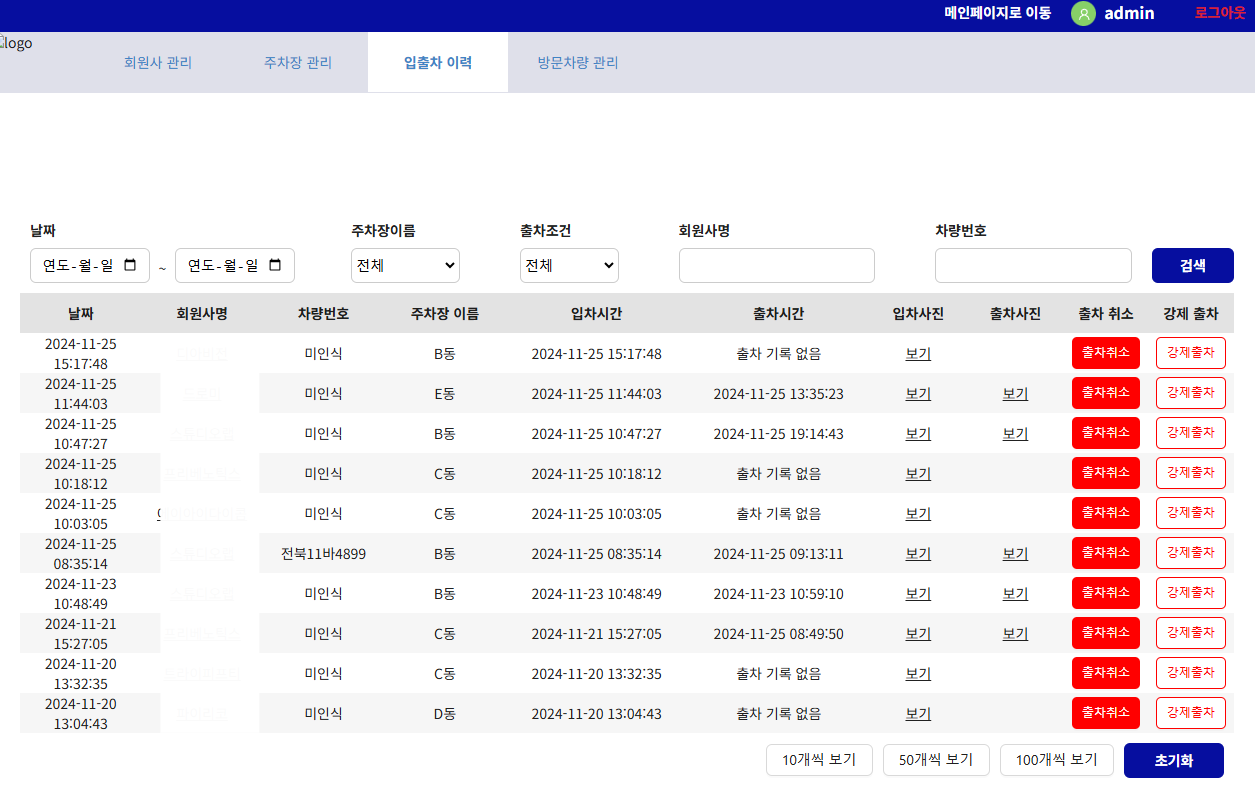 메인페이지로 이동 admin 로그아웃
logo
회원사 관리 주차장 관리 입출차 이력 방문차량 관리
날짜 주차장이름 출차조건 회원사명 차량번호
연도-월-일 ~ 연도-월-일 전체 전체 검색
날짜 회원사명 차량번호 주차장 이름 입차시간 출차시간 입차사진 출차사진 출차 취소 강제 출차
2024-11-25 15:17:48 미인식 B동 2024-11-25 15:17:48 출차 기록 없음 보기 출차취소 강제출차
2024-11-25 11:44:03 미인식 E동 2024-11-25 11:44:03 2024-11-25 13:35:23 보기 보기 출차취소 강제출차
2024-11-25 10:47:27 미인식 B동 2024-11-25 10:47:27 2024-11-25 19:14:43 보기 보기 출차취소 강제출차
2024-11-25 10:18:12 미인식 C동 2024-11-25 10:18:12 출차 기록 없음 보기 출차취소 강제출차
2024-11-25 10:03:05 미인식 C동 2024-11-25 10:03:05 출차 기록 없음 보기 출차취소 강제출차
2024-11-25 08:35:14 전북11바4899 B동 2024-11-25 08:35:14 2024-11-25 09:13:11 보기 보기 출차취소 강제출차
2024-11-23 10:48:49 미인식 B동 2024-11-23 10:48:49 2024-11-23 10:59:10 보기 보기 출차취소 강제출차
2024-11-21 15:27:05 미인식 C동 2024-11-21 15:27:05 2024-11-25 08:49:50 보기 보기 출차취소 강제출차
2024-11-20 13:32:35 미인식 C동 2024-11-20 13:32:35 출차 기록 없음 보기 출차취소 강제출차
2024-11-20 13:04:43 미인식 D동 2024-11-20 13:04:43 출차 기록 없음 보기 출차취소 강제출차
10개씩 보기 50개씩 보기 100개씩 보기 초기화